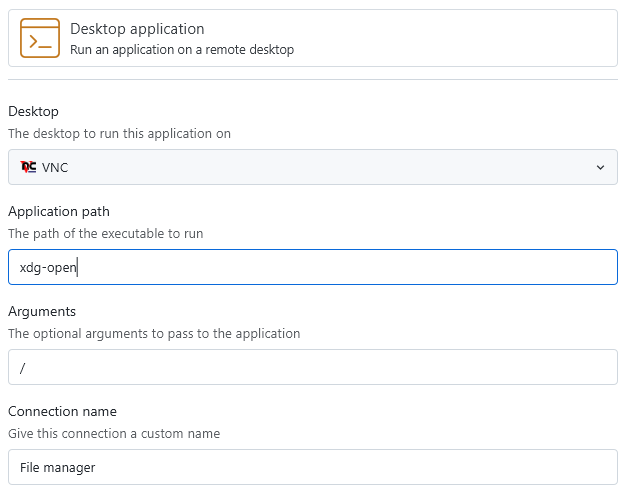 Desktop application
Run an application on a remote desktop
Desktop
The desktop to run this application on
VNC
Application path
The path of the executable to run
xdg-open
Arguments
The optional arguments to pass to the application
/
Connection name
Give this connection a custom name
File manager